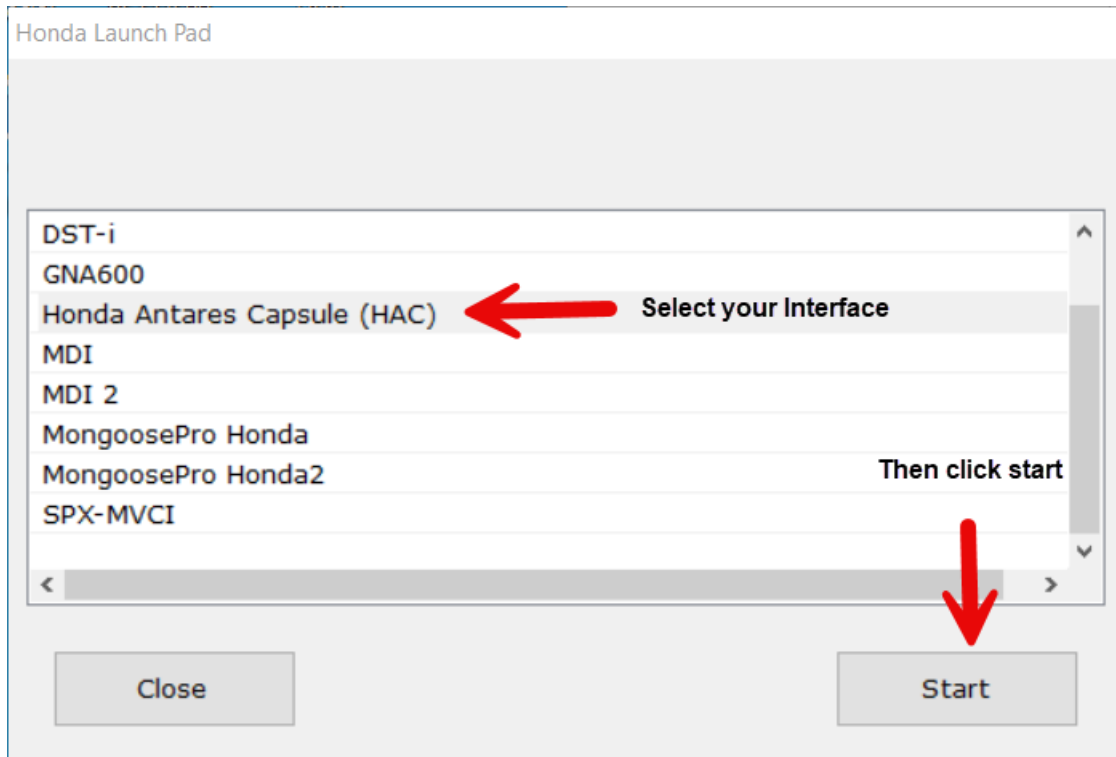 Honda Launch Pad
DST-i
GNA600
Honda Antares Capsule (HAC)
Select your Interface
MDI
MDI 2
MongoosePro Honda
MongoosePro Honda2
Then click start
SPX-MVCI
Close
Start